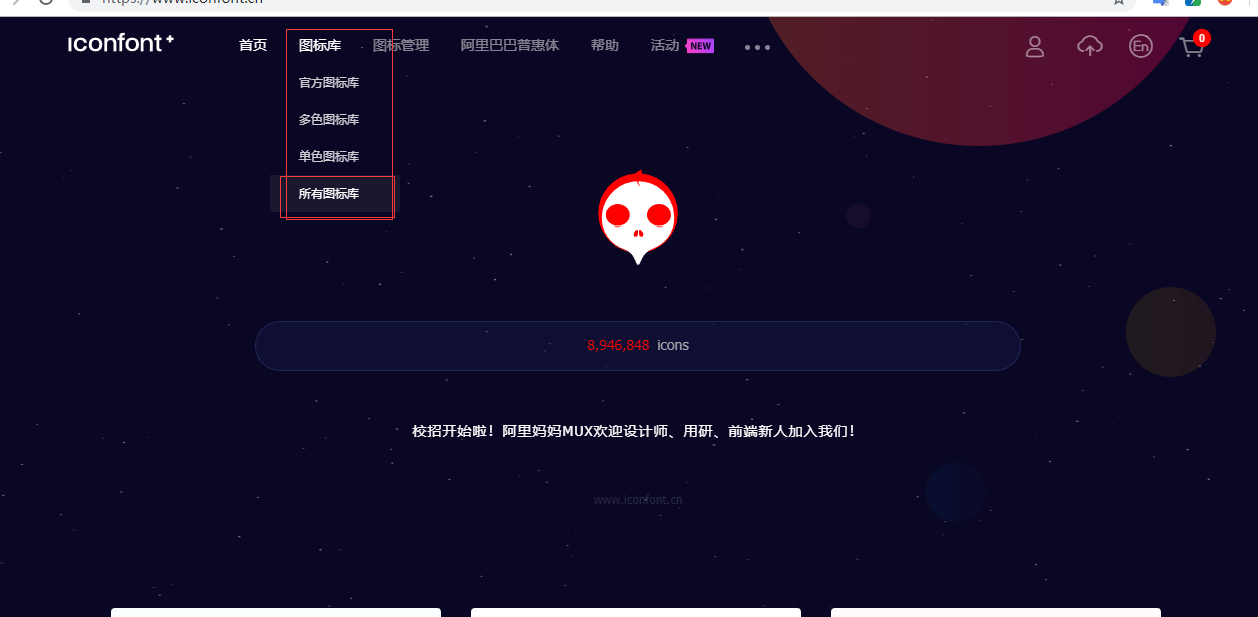 https://www.iconfont.cn
iconfont+
首页 图标库 图标管理 阿里巴巴普惠体 帮助 活动 NEW
En 0
官方图标库
多色图标库
单色图标库
所有图标库
8,946,848 icons
校招开始啦！阿里妈妈MUX欢迎设计师、用研、前端新人加入我们！
www.iconfont.cn